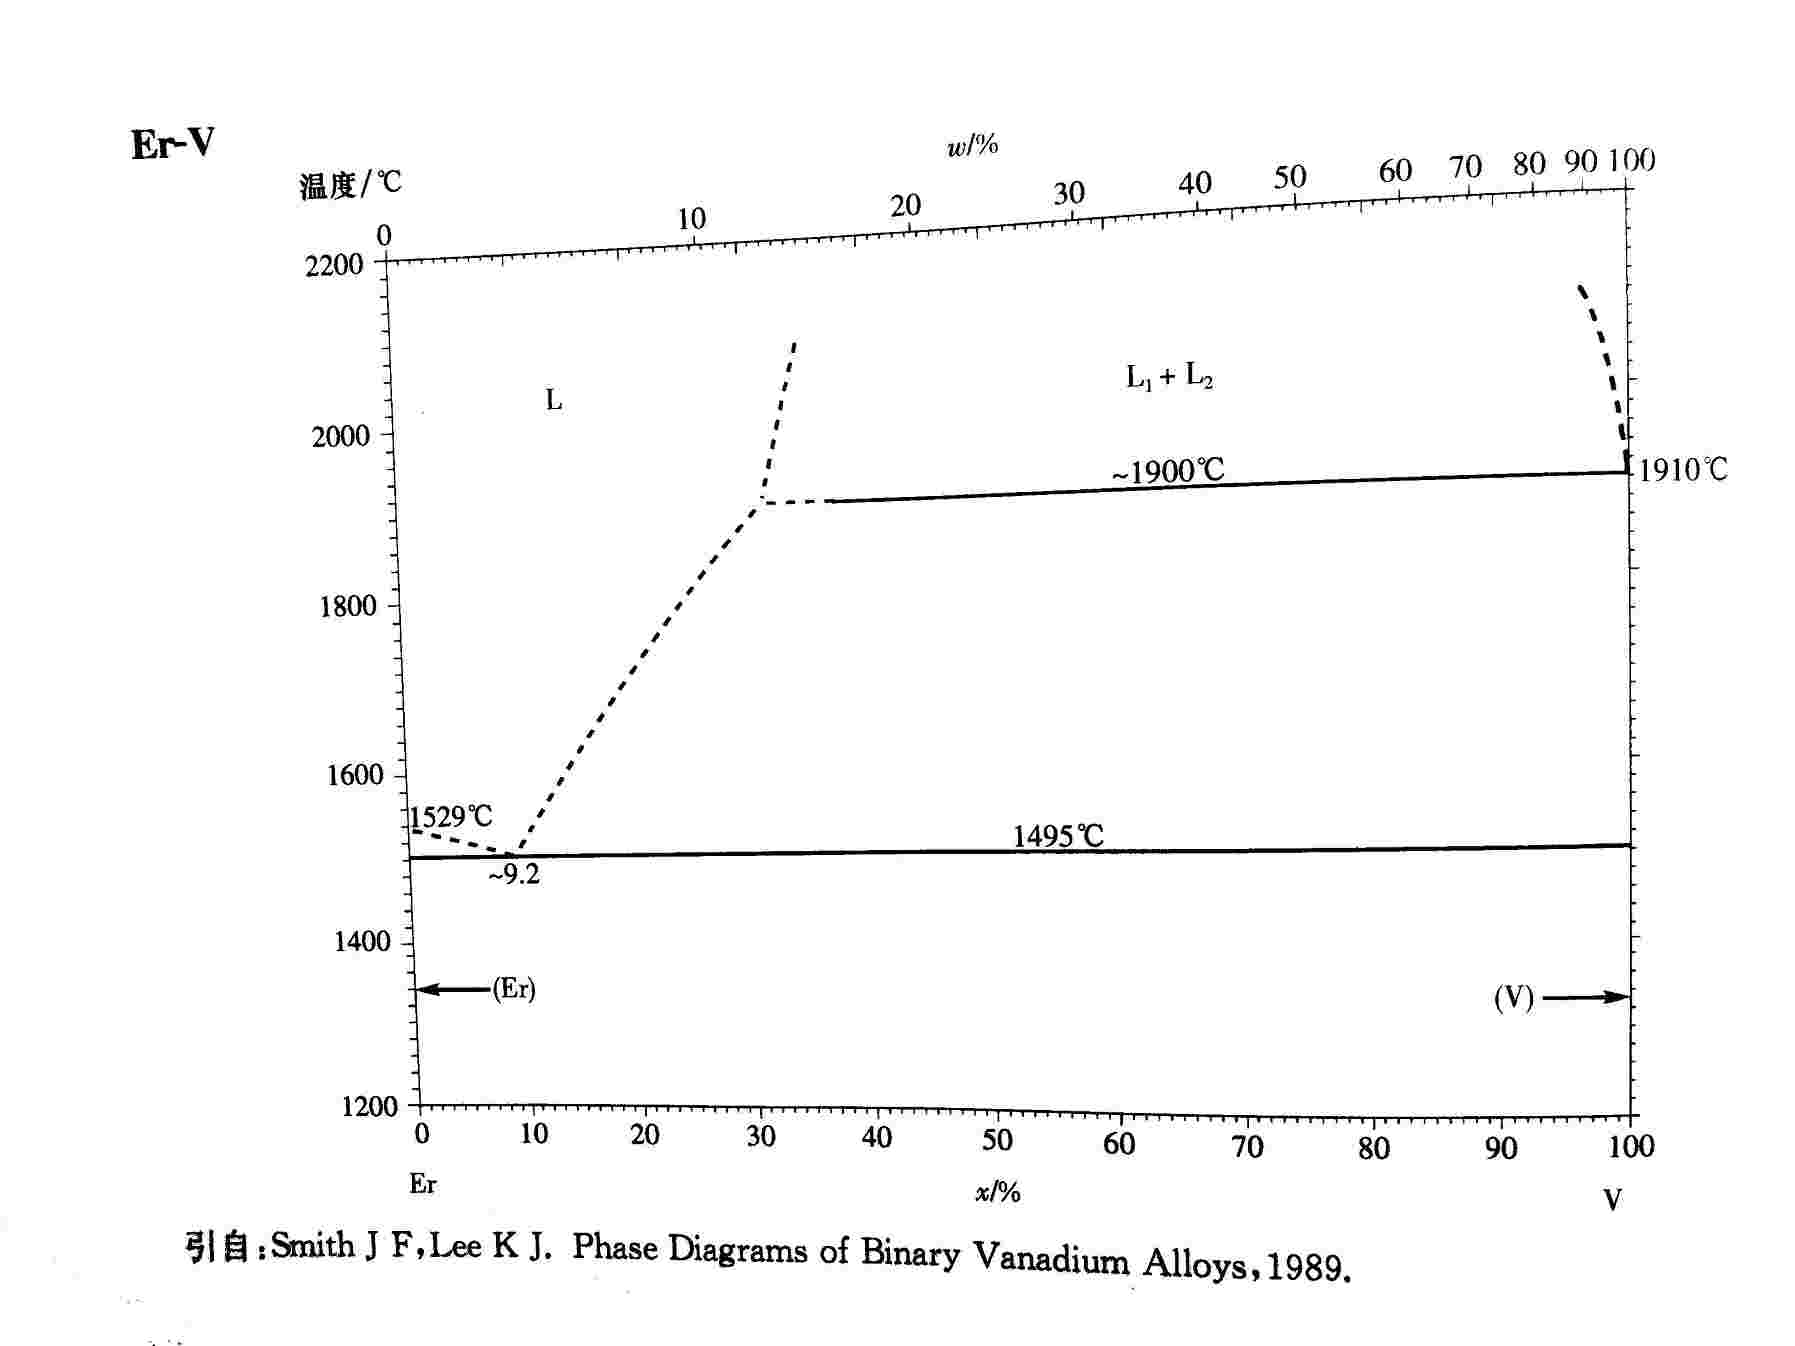 Er-V
w/%
温度/℃
0 10 20 30 40 50 60 70 80 90 100
2200
L
L₁ + L₂
2000
~1900℃
1910℃
1800
1600
1529℃
1495℃
~9.2
1400
(Er)
(V)
1200
0 10 20 30 40 50 60 70 80 90 100
Er
x/%
V
引自:Smith J F,Lee K J. Phase Diagrams of Binary Vanadium Alloys,1989.